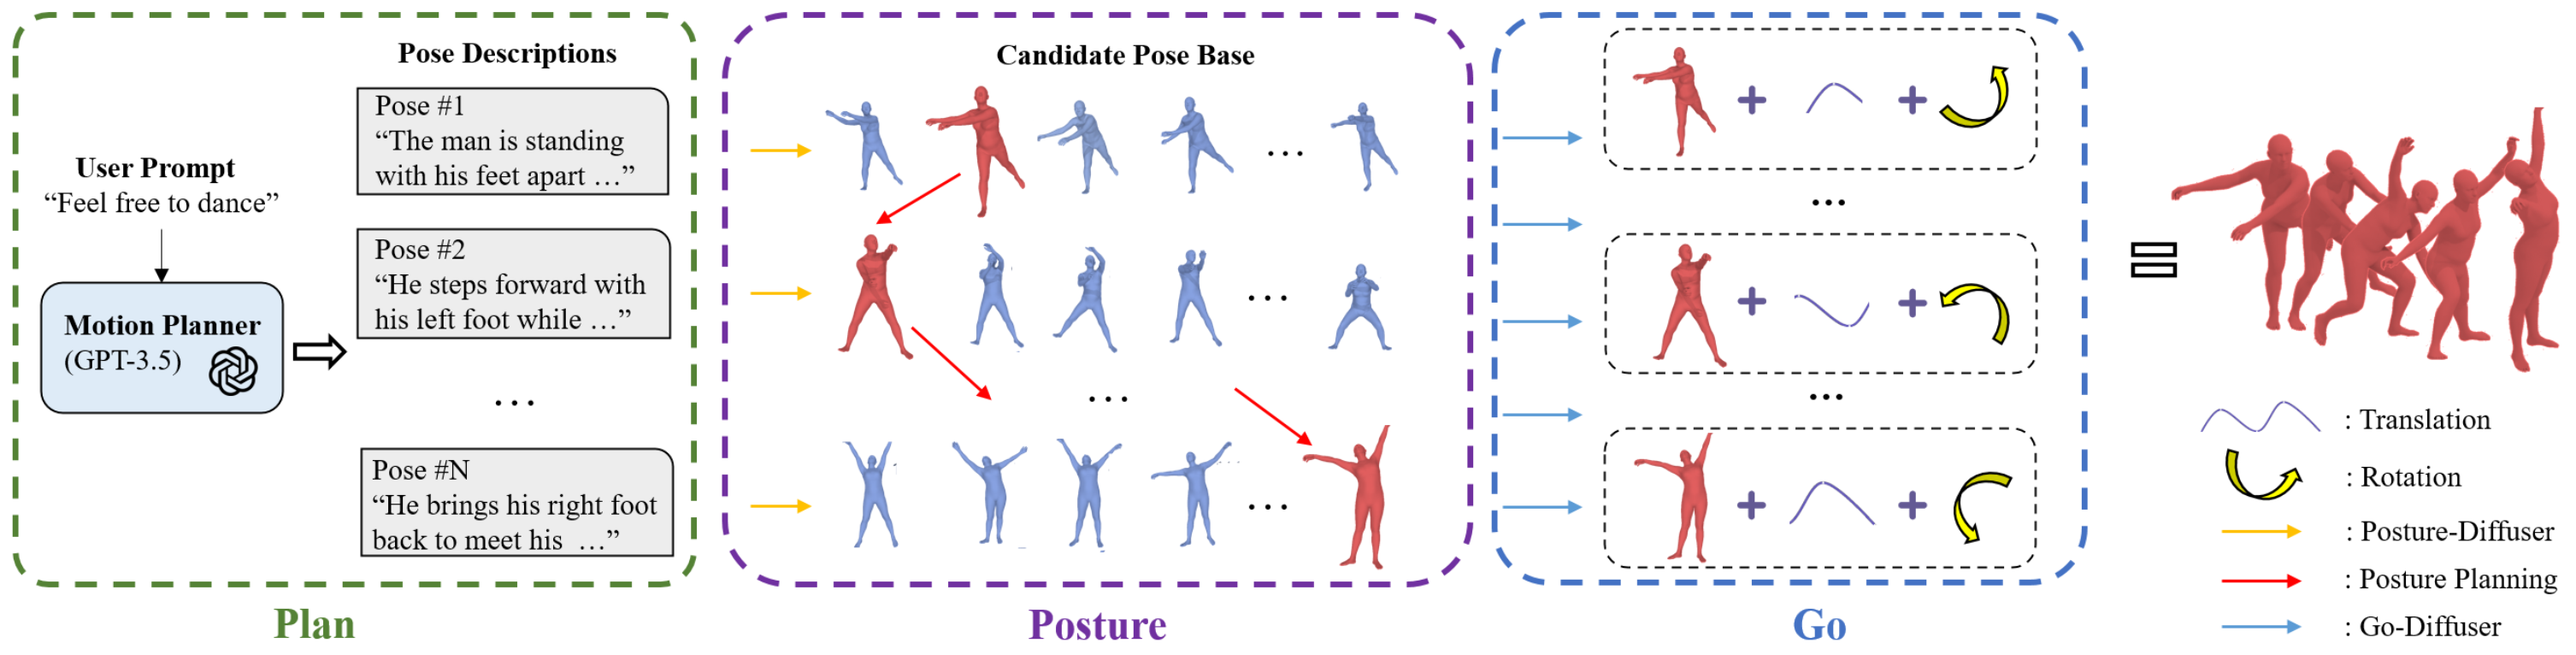 Pose Descriptions
User Prompt
“Feel free to dance”
Motion Planner
(GPT-3.5)
Pose #1
“The man is standing
with his feet apart …”
Pose #2
“He steps forward with
his left foot while …”
…
Pose #N
“He brings his right foot
back to meet his …”
Plan
Candidate Pose Base
…
…
…
…
Posture
+ +
…
+ +
…
+ +
Go
=
: Translation
: Rotation
: Posture-Diffuser
: Posture Planning
: Go-Diffuser